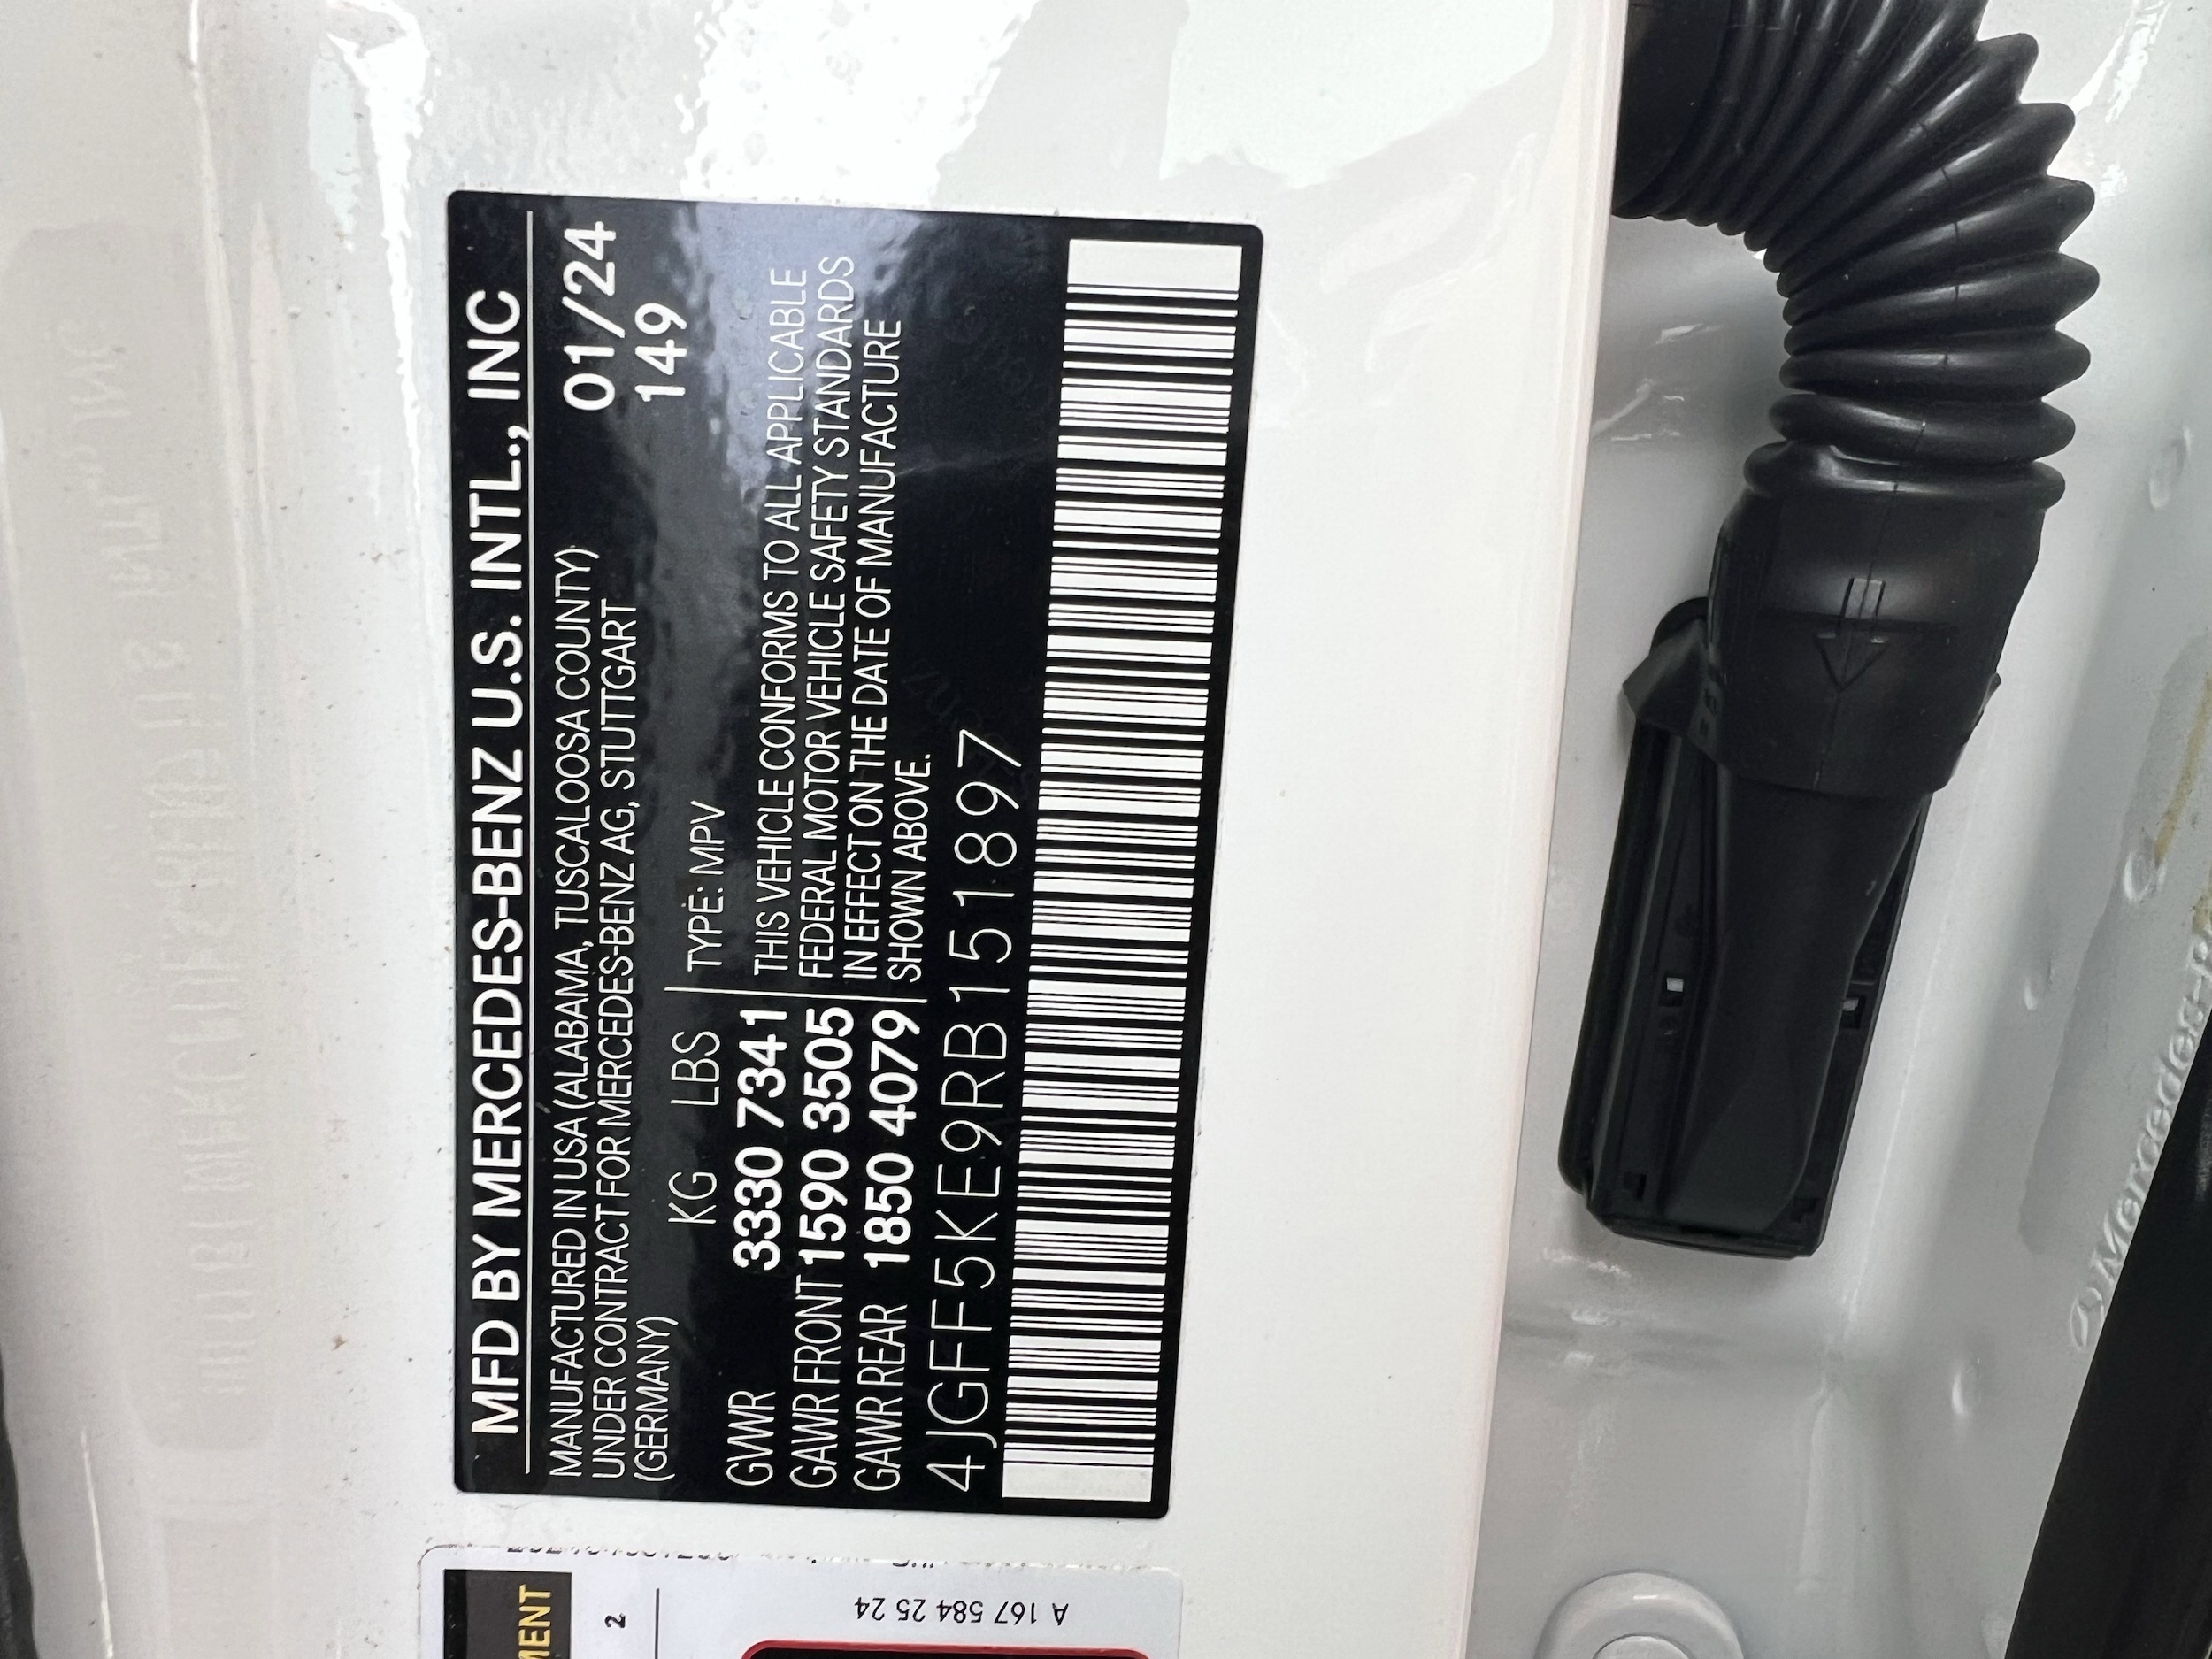 MFD BY MERCEDES-BENZ U.S. INTL., INC
MANUFACTURED IN USA (ALABAMA, TUSCALOOSA COUNTY) 01/24
UNDER CONTRACT FOR MERCEDES-BENZ AG, STUTTGART 149
(GERMANY)
KG LBS TYPE: MPV
GVWR 3330 7341 THIS VEHICLE CONFORMS TO ALL APPLICABLE
GAWR FRONT 1590 3505 FEDERAL MOTOR VEHICLE SAFETY STANDARDS
GAWR REAR 1850 4079 IN EFFECT ON THE DATE OF MANUFACTURE
SHOWN ABOVE.
4JGFF5KE9RB151897
MENT
2
A 167 584 25 24
Mercedes-